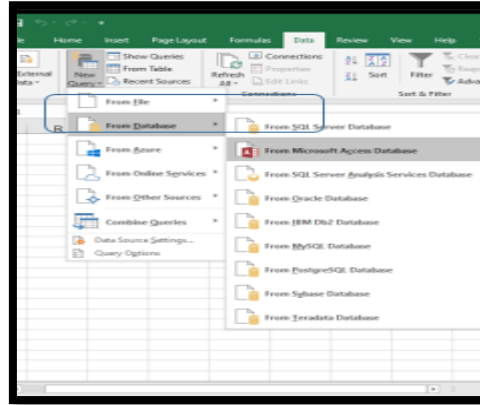 Home Insert Page Layout Formulas Data Review View Help
Show Queries
From Table
Recent Sources
External
Data
New
Query
Refresh
All
Connections
Properties
Edit Links
Sort
Filter
Clear
Connections
Sort & Filter
From File
From Database
From Azure
From Online Services
From Other Sources
Combine Queries
Data Source Settings...
Query Options
From SQL Server Database
From Microsoft Access Database
From SQL Server Analysis Services Database
From Oracle Database
From IBM Db2 Database
From MySQL Database
From PostgreSQL Database
From Sybase Database
From Teradata Database